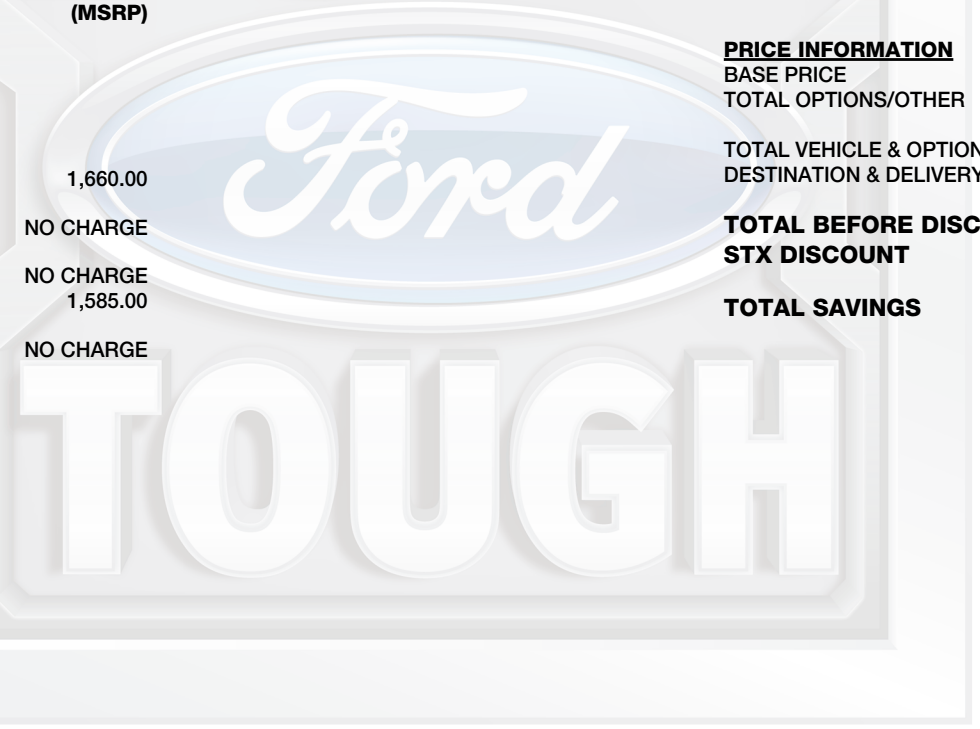 (MSRP)
1,660.00
NO CHARGE
NO CHARGE
1,585.00
NO CHARGE
PRICE INFORMATION
BASE PRICE
TOTAL OPTIONS/OTHER
TOTAL VEHICLE & OPTION
DESTINATION & DELIVERY
TOTAL BEFORE DISC
STX DISCOUNT
TOTAL SAVINGS
Ford
TOUGH